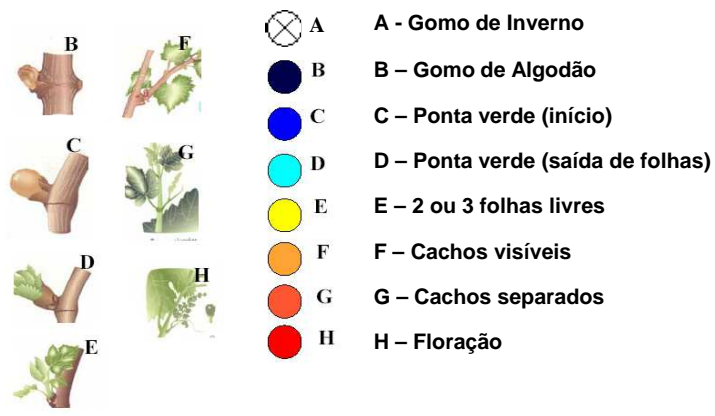 B
F
C
G
D
H
E
A
A - Gomo de Inverno
B
B – Gomo de Algodão
C
C – Ponta verde (início)
D
D – Ponta verde (saída de folhas)
E
E – 2 ou 3 folhas livres
F
F – Cachos visíveis
G
G – Cachos separados
H
H – Floração